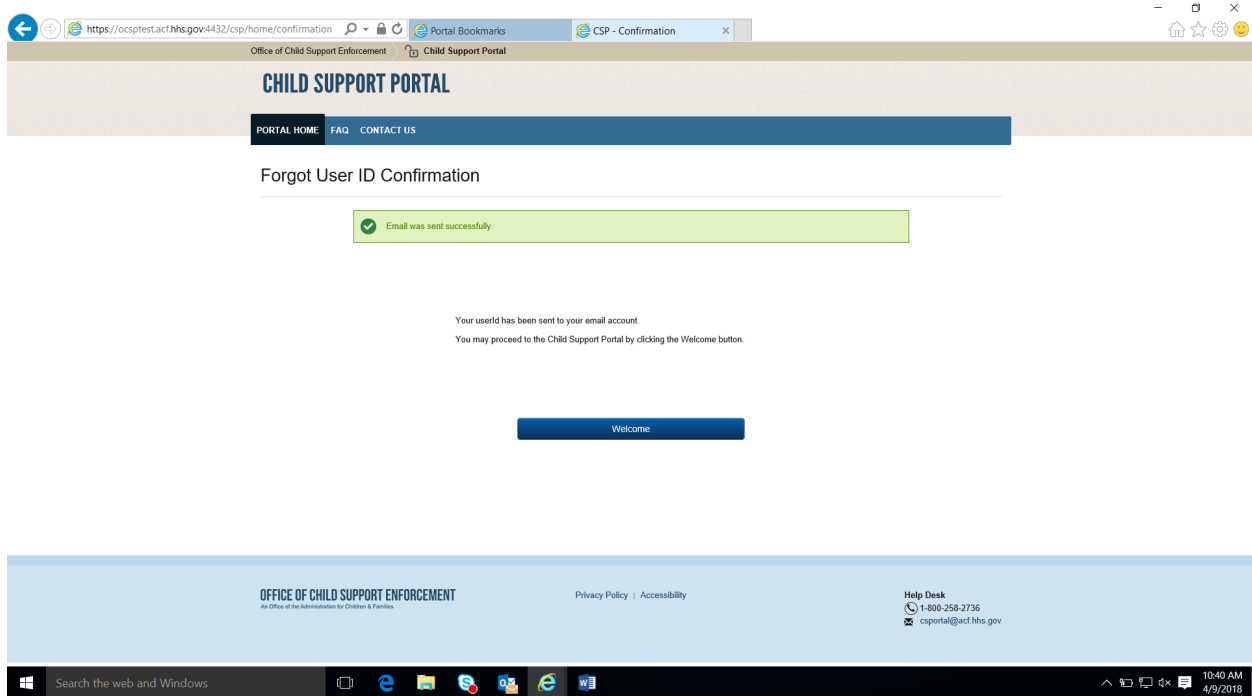 https://ocsptest.acf.hhs.gov:4432/csp/home/confirmation
Portal Bookmarks
CSP - Confirmation
Office of Child Support Enforcement
Child Support Portal
CHILD SUPPORT PORTAL
PORTAL HOME FAQ CONTACT US
Forgot User ID Confirmation
Email was sent successfully.
Your userId has been sent to your email account.
You may proceed to the Child Support Portal by clicking the Welcome button.
Welcome
OFFICE OF CHILD SUPPORT ENFORCEMENT
An Office of the Administration for Children & Families
Privacy Policy | Accessibility
Help Desk
1-800-258-2736
csportal@acf.hhs.gov
Search the web and Windows
10:40 AM
4/9/2018